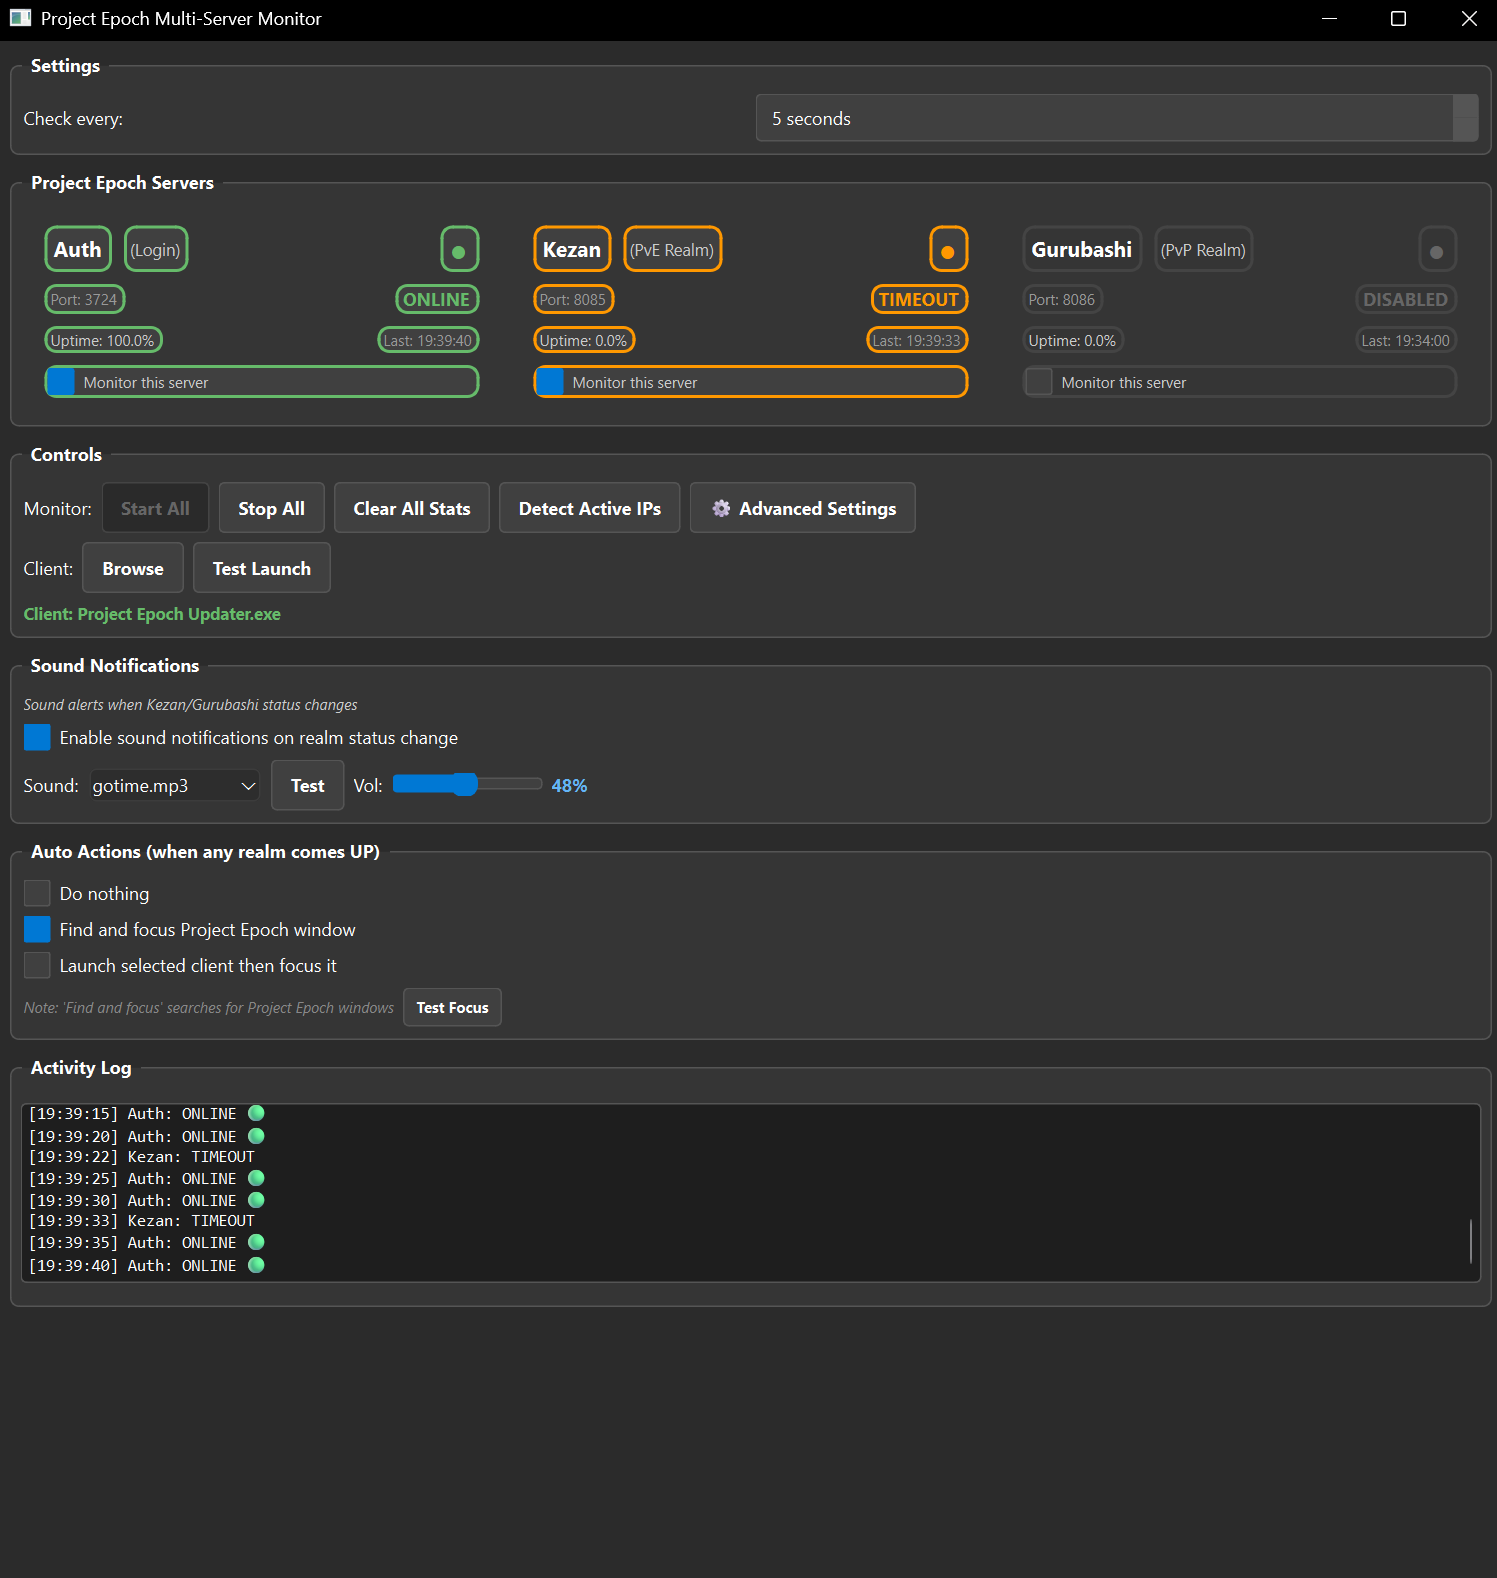 Project Epoch Multi-Server Monitor
Settings
Check every:
5 seconds
Project Epoch Servers
Auth (Login)
Port: 3724 ONLINE
Uptime: 100.0% Last: 19:39:40
Monitor this server
Kezan (PvE Realm)
Port: 8085 TIMEOUT
Uptime: 0.0% Last: 19:39:33
Monitor this server
Gurubashi (PvP Realm)
Port: 8086 DISABLED
Uptime: 0.0% Last: 19:34:00
Monitor this server
Controls
Monitor: Start All Stop All Clear All Stats Detect Active IPs Advanced Settings
Client: Browse Test Launch
Client: Project Epoch Updater.exe
Sound Notifications
Sound alerts when Kezan/Gurubashi status changes
Enable sound notifications on realm status change
Sound: gotime.mp3 Test Vol: 48%
Auto Actions (when any realm comes UP)
Do nothing
Find and focus Project Epoch window
Launch selected client then focus it
Note: 'Find and focus' searches for Project Epoch windows Test Focus
Activity Log
[19:39:15] Auth: ONLINE
[19:39:20] Auth: ONLINE
[19:39:22] Kezan: TIMEOUT
[19:39:25] Auth: ONLINE
[19:39:30] Auth: ONLINE
[19:39:33] Kezan: TIMEOUT
[19:39:35] Auth: ONLINE
[19:39:40] Auth: ONLINE